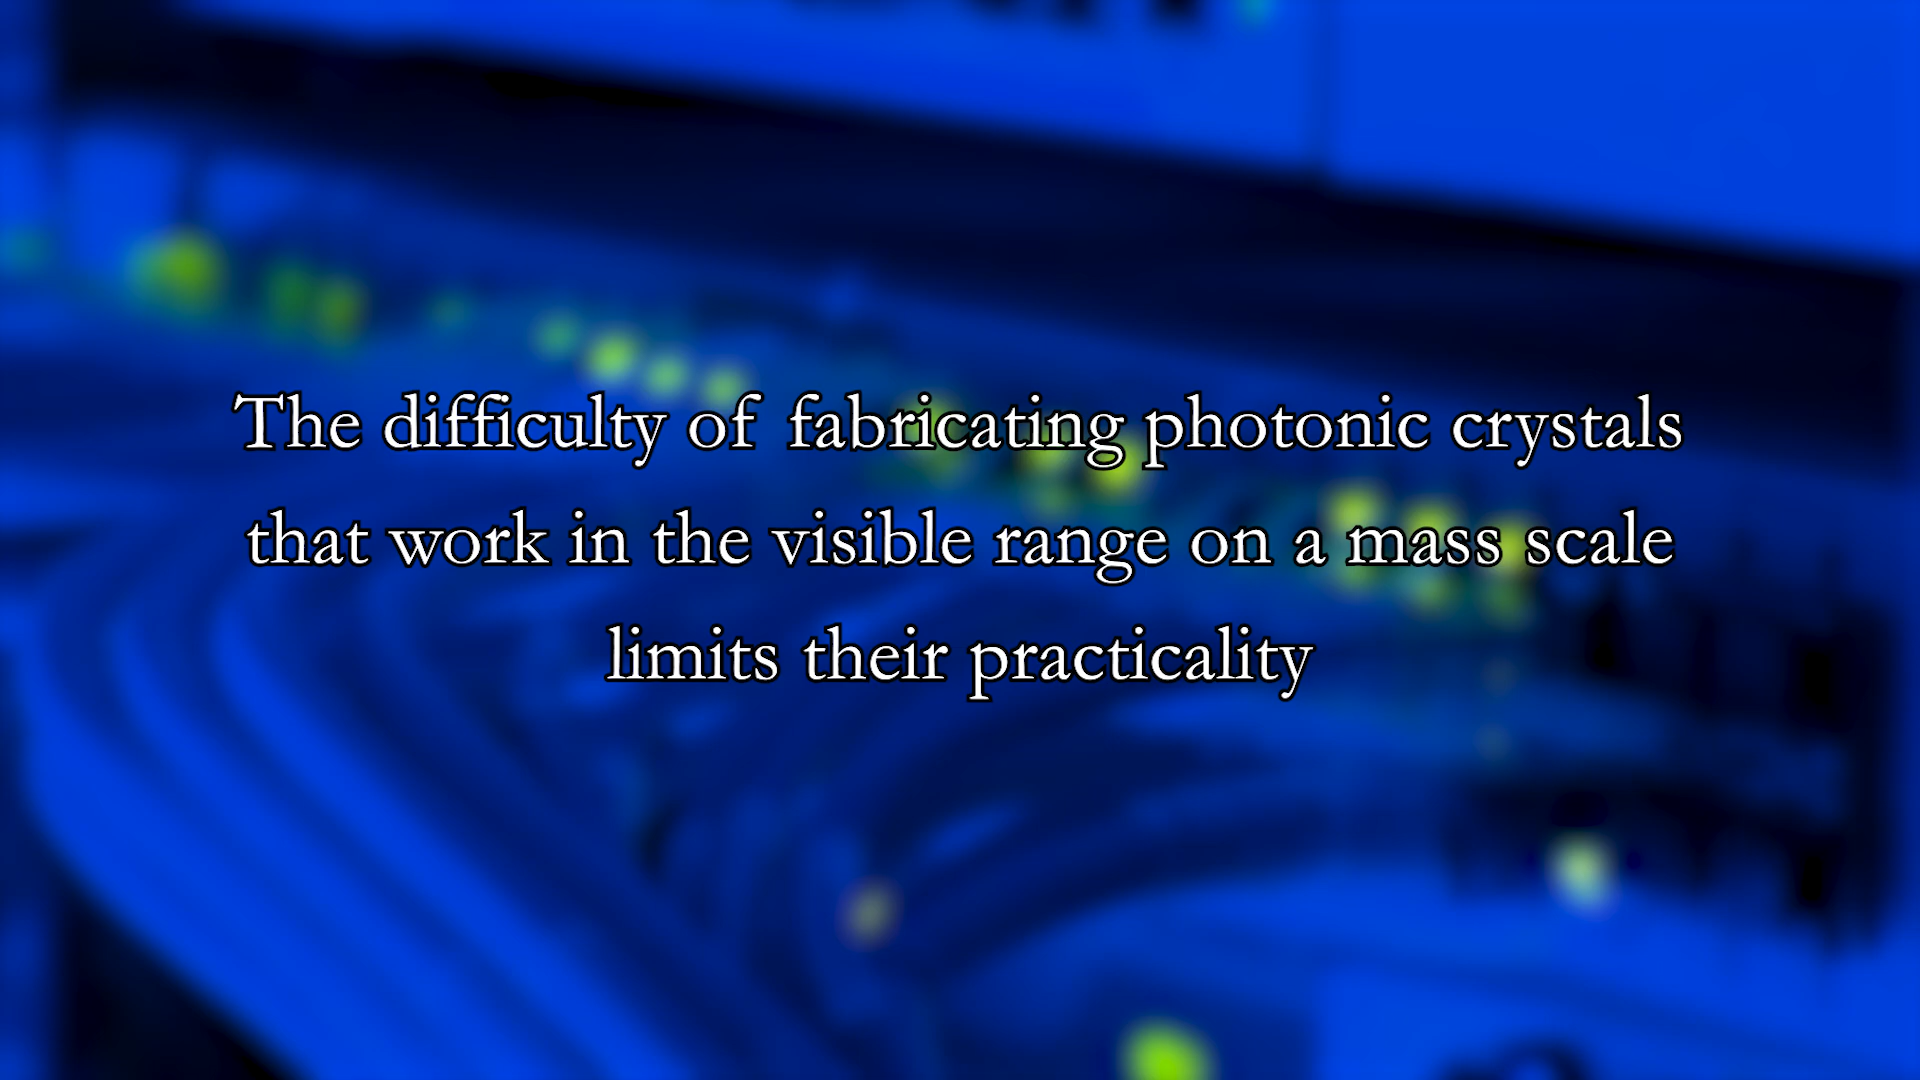 The difficulty of fabricating photonic crystals
that work in the visible range on a mass scale
limits their practicality